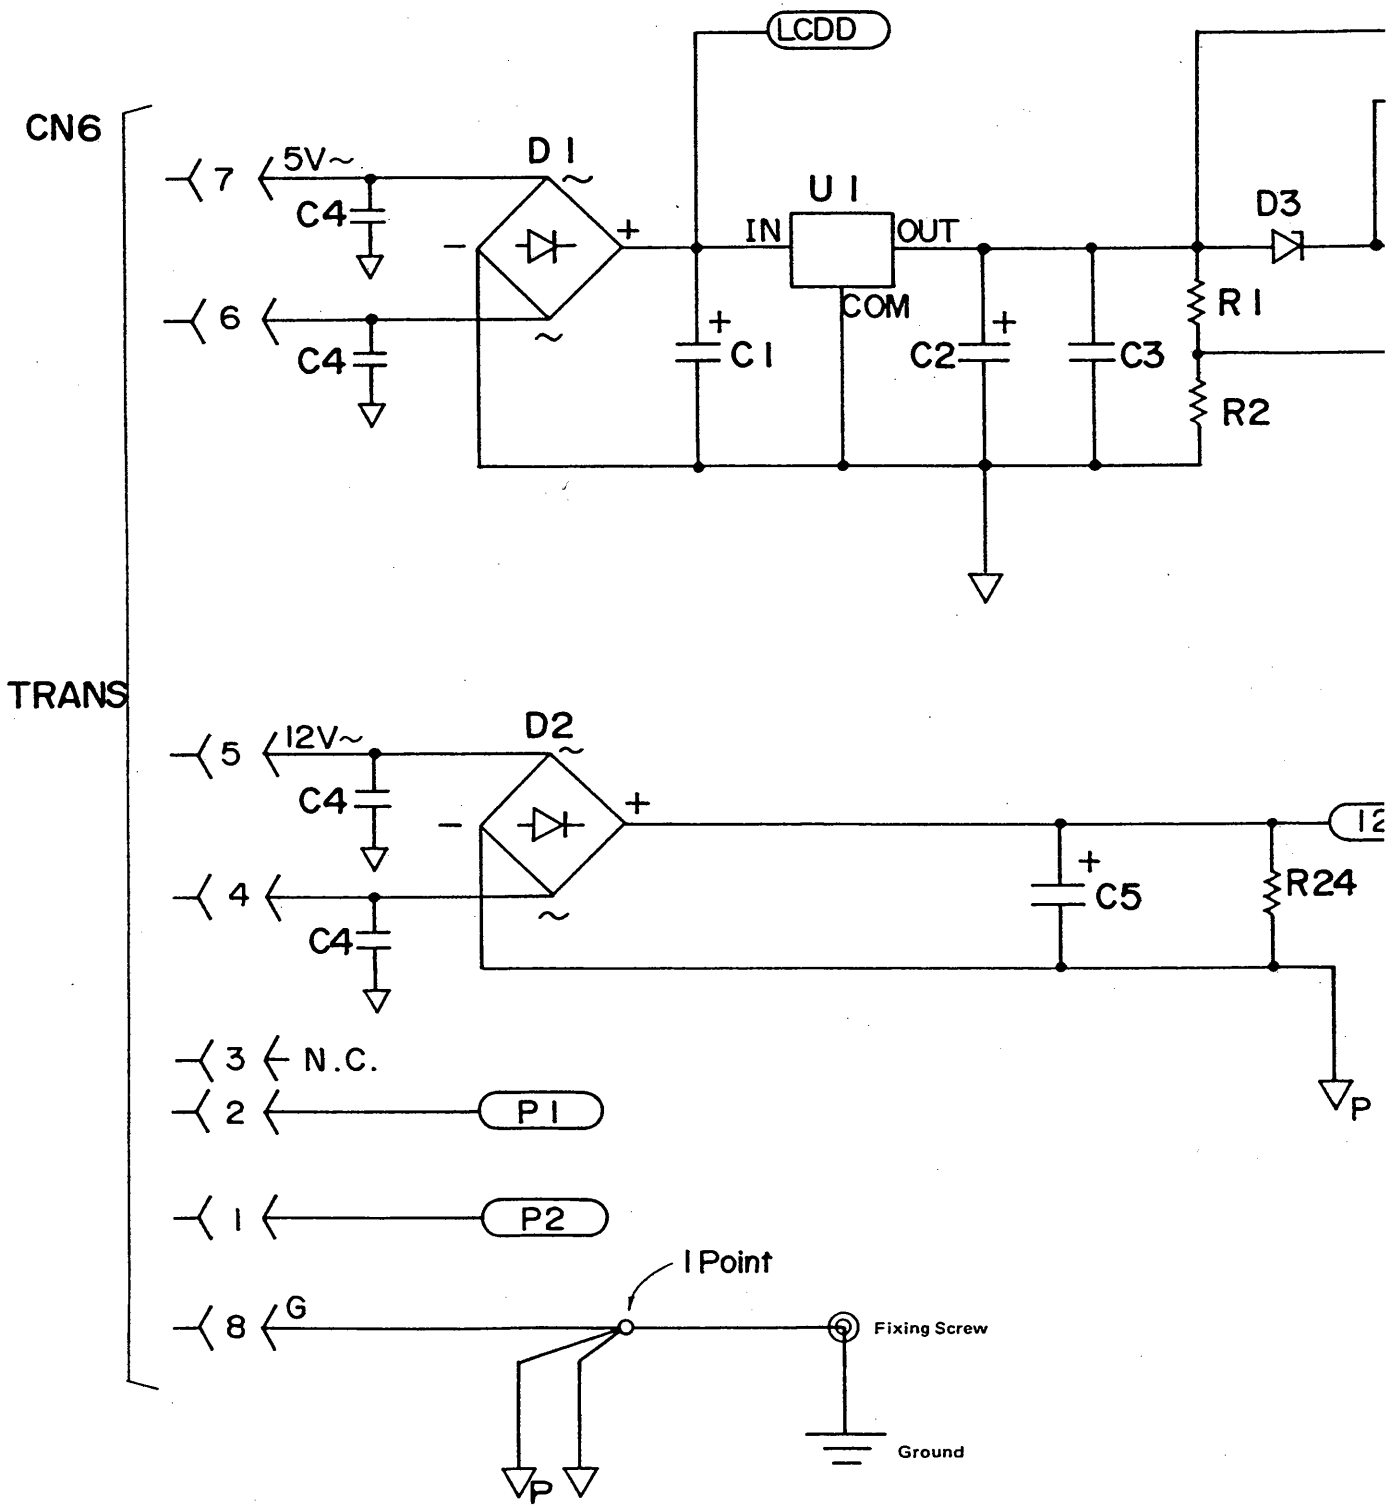 LCDD
CN6
7
5V~
D1
~
C4
-
+
U1
IN
OUT
COM
D3
6
~
C4
+
C1
C2
+
C3
R1
R2
TRANS
5
12V~
D2
~
C4
-
+
12
4
~
C4
+
C5
R24
3
N.C.
2
P1
P
1
P2
1 Point
8
G
Fixing Screw
Ground
P